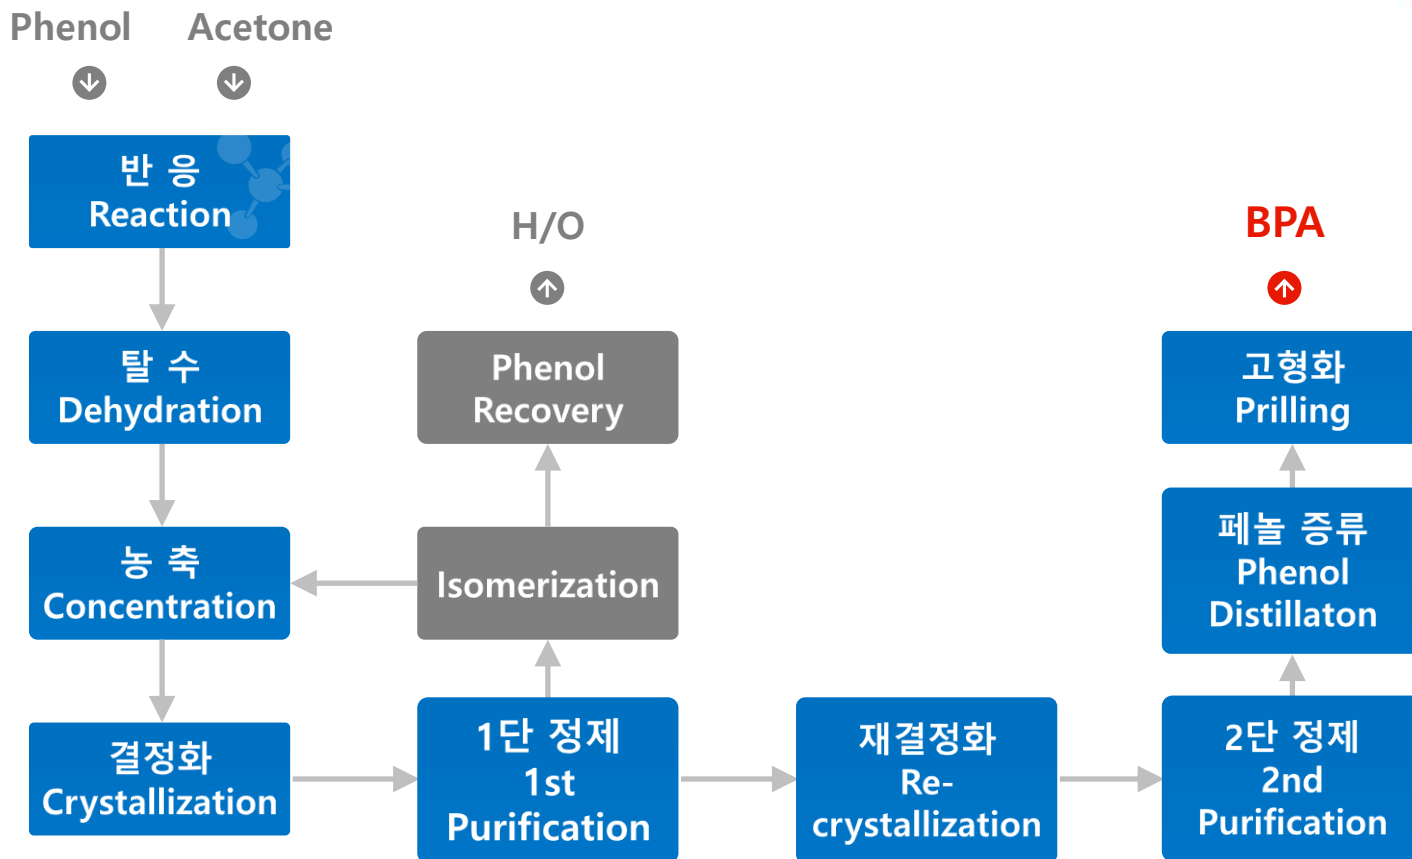 Phenol
Acetone
반 응
Reaction
탈 수
Dehydration
농 축
Concentration
결정화
Crystallization
H/O
Phenol
Recovery
Isomerization
1단 정제
1st
Purification
재결정화
Re-
crystallization
BPA
고형화
Prilling
페놀 증류
Phenol
Distillaton
2단 정제
2nd
Purification